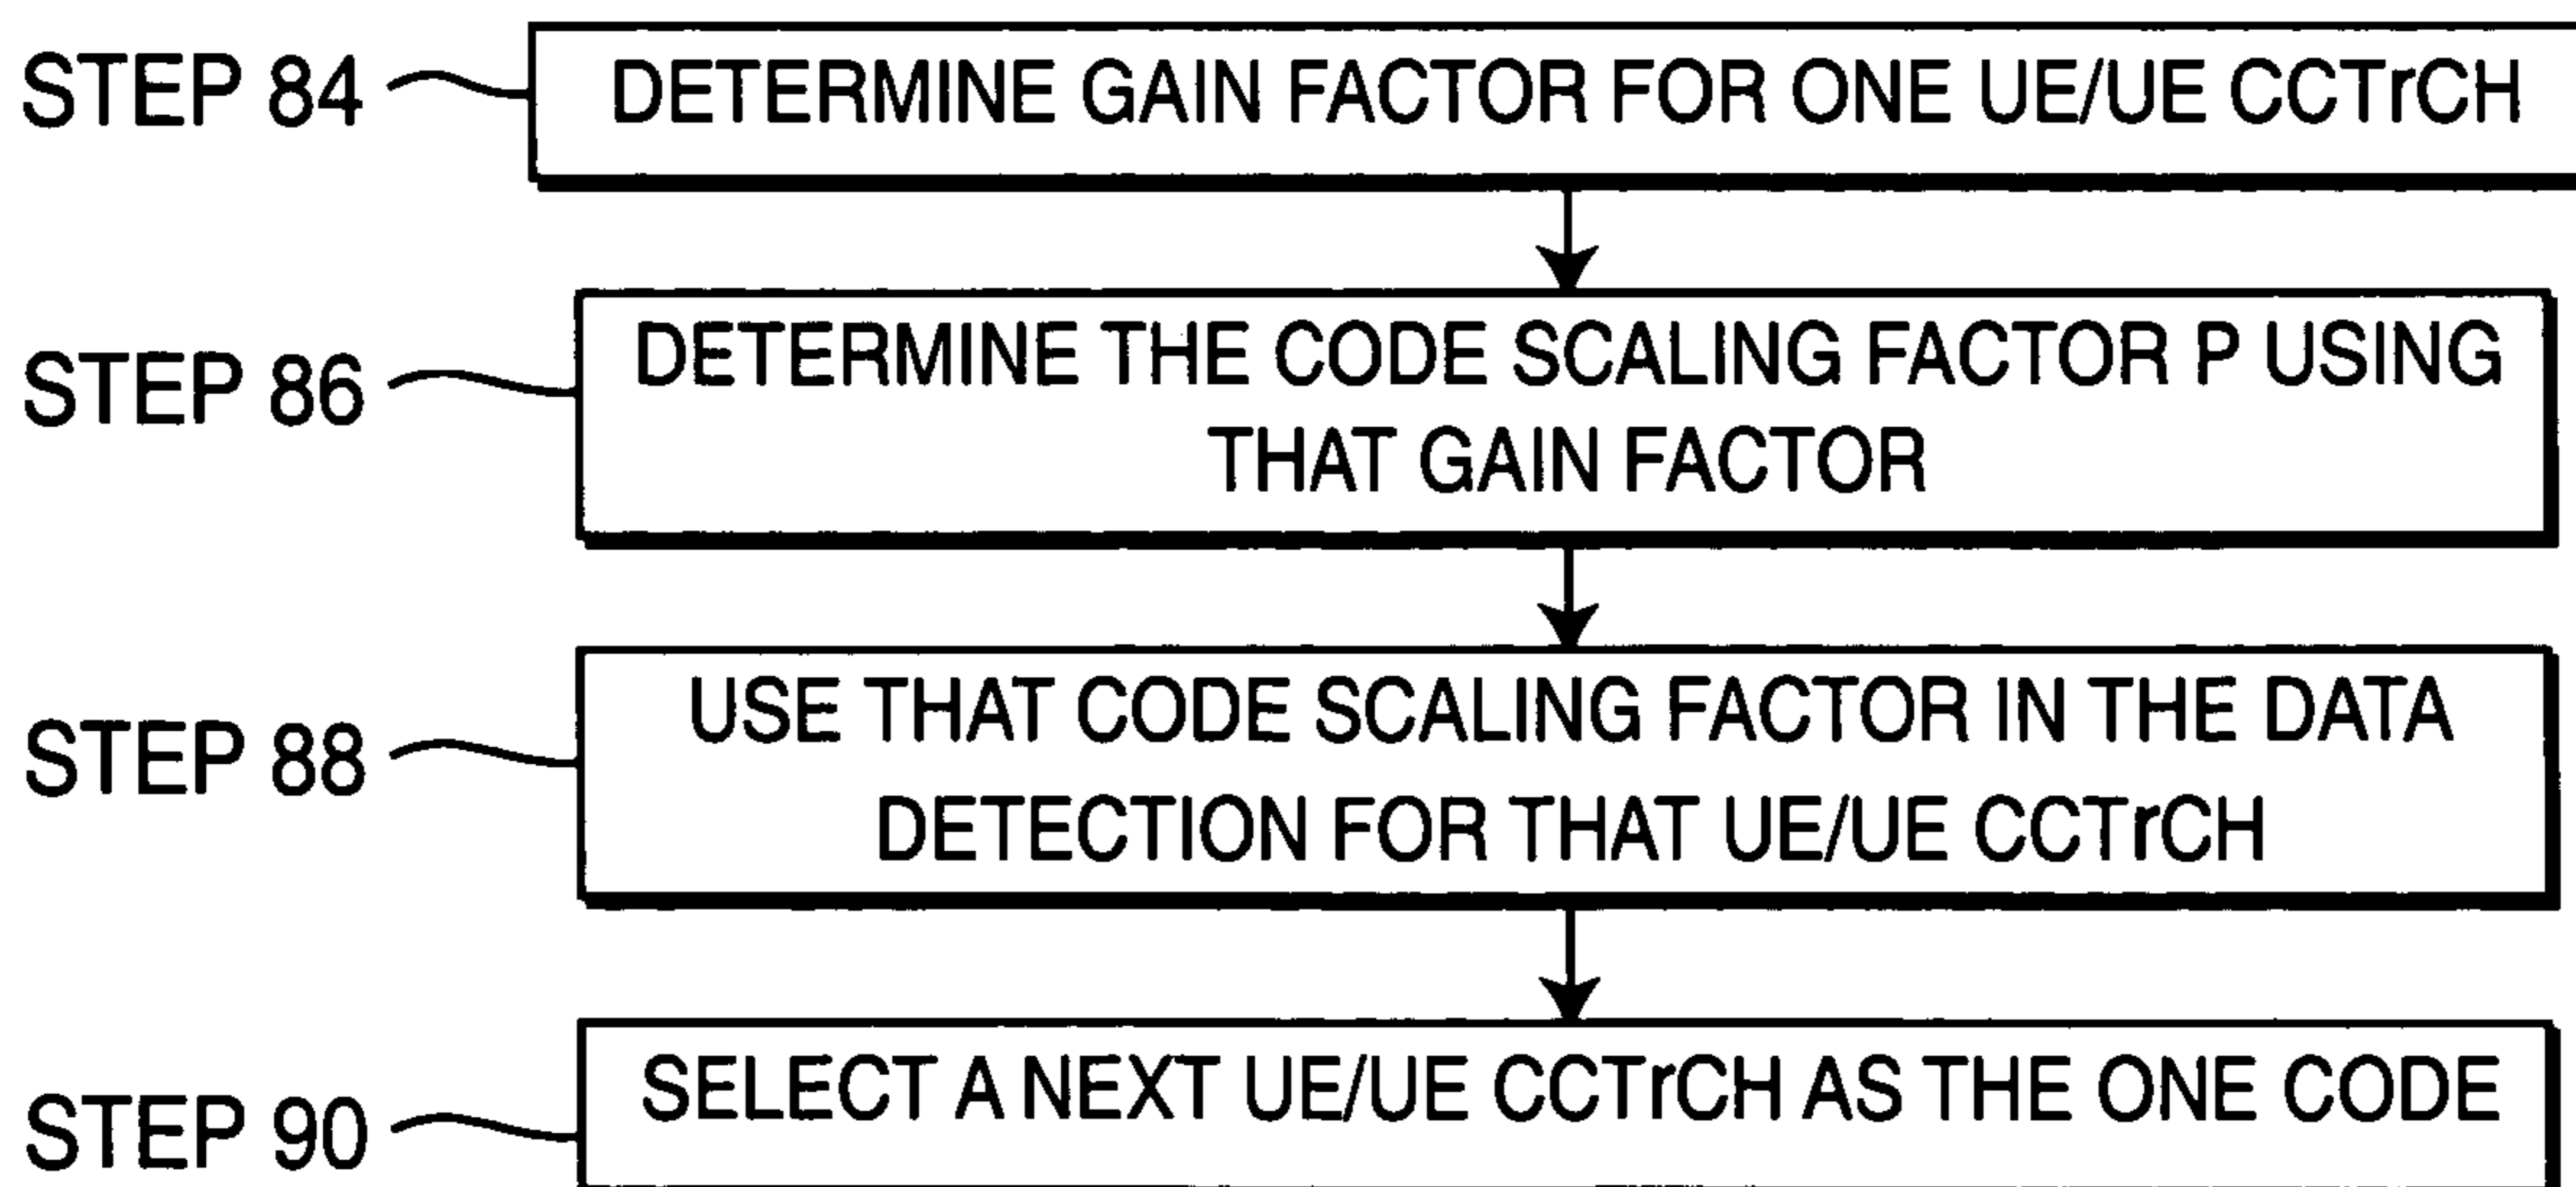 STEP 84
DETERMINE GAIN FACTOR FOR ONE UE/UE CCTrCH
STEP 86
DETERMINE THE CODE SCALING FACTOR P USING
THAT GAIN FACTOR
STEP 88
USE THAT CODE SCALING FACTOR IN THE DATA
DETECTION FOR THAT UE/UE CCTrCH
STEP 90
SELECT A NEXT UE/UE CCTrCH AS THE ONE CODE